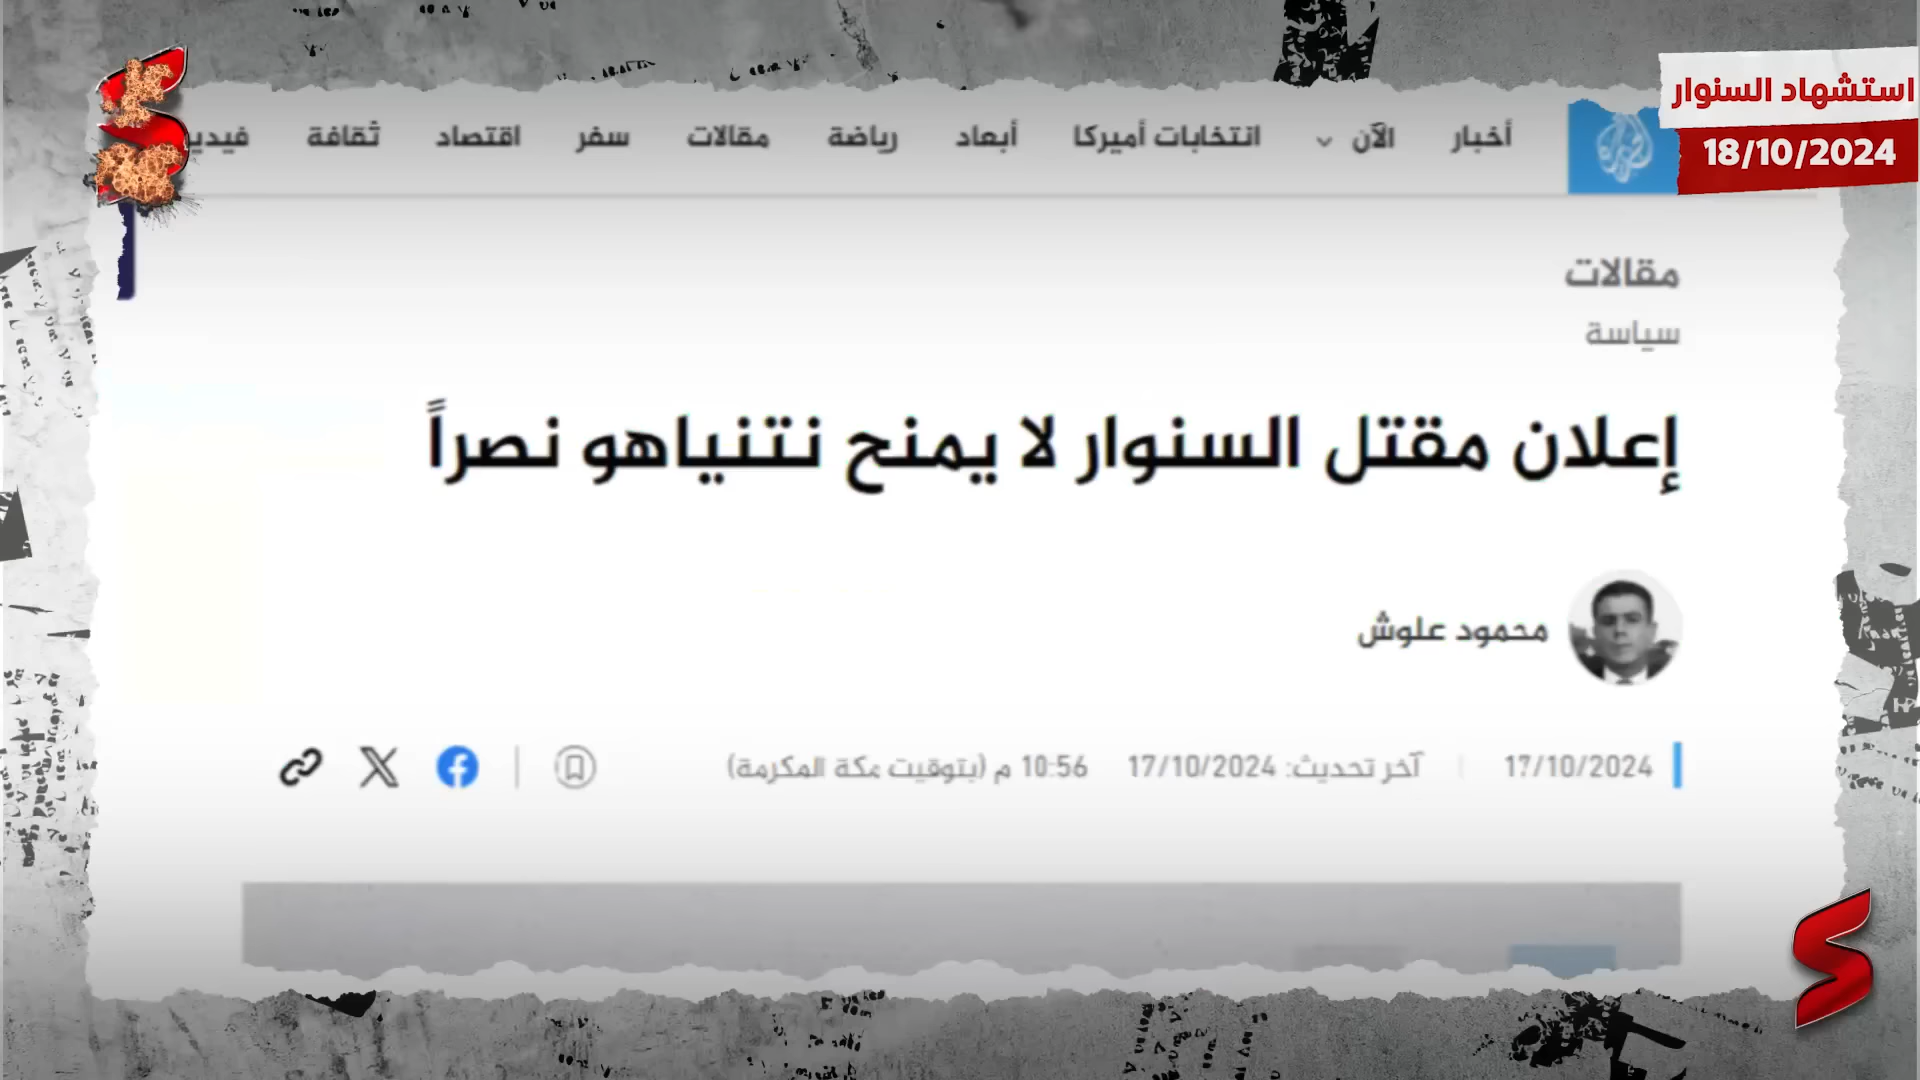 استشهاد السنوار
18/10/2024
أخبار الآن انتخابات أميركا أبعاد رياضة مقالات سفر اقتصاد ثقافة فيديو
مقالات
سياسة
إعلان مقتل السنوار لا يمنح نتنياهو نصراً
محمود علوش
17/10/2024 آخر تحديث: 17/10/2024 10:56 م (بتوقيت مكة المكرمة)